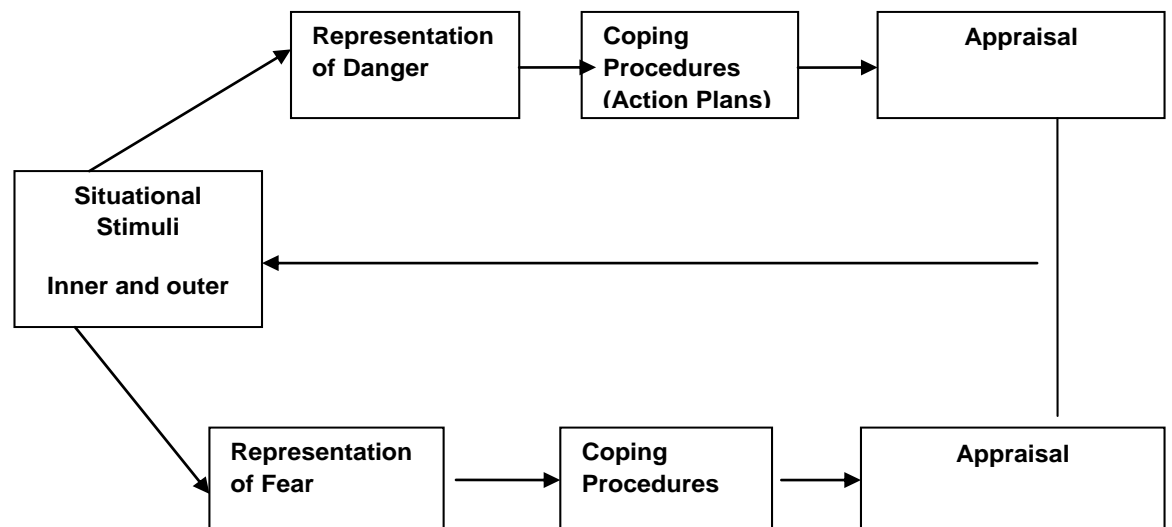 Representation
of Danger
Coping
Procedures
(Action Plans)
Appraisal
Situational
Stimuli
Inner and outer
Representation
of Fear
Coping
Procedures
Appraisal